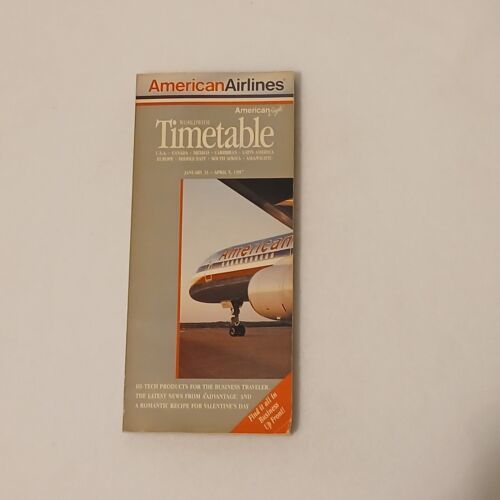 AmericanAirlines
American Eagle
WORLDWIDE
Timetable
U.S.A. • CANADA • MEXICO • CARIBBEAN • LATIN AMERICA
EUROPE • MIDDLE EAST • SOUTH AFRICA • ASIA/PACIFIC
JANUARY 31 – APRIL 5, 1997
American
HI-TECH PRODUCTS FOR THE BUSINESS TRAVELER,
THE LATEST NEWS FROM AADVANTAGE, AND
A ROMANTIC RECIPE FOR VALENTINE'S DAY
Find it all in
Business
Up Front!